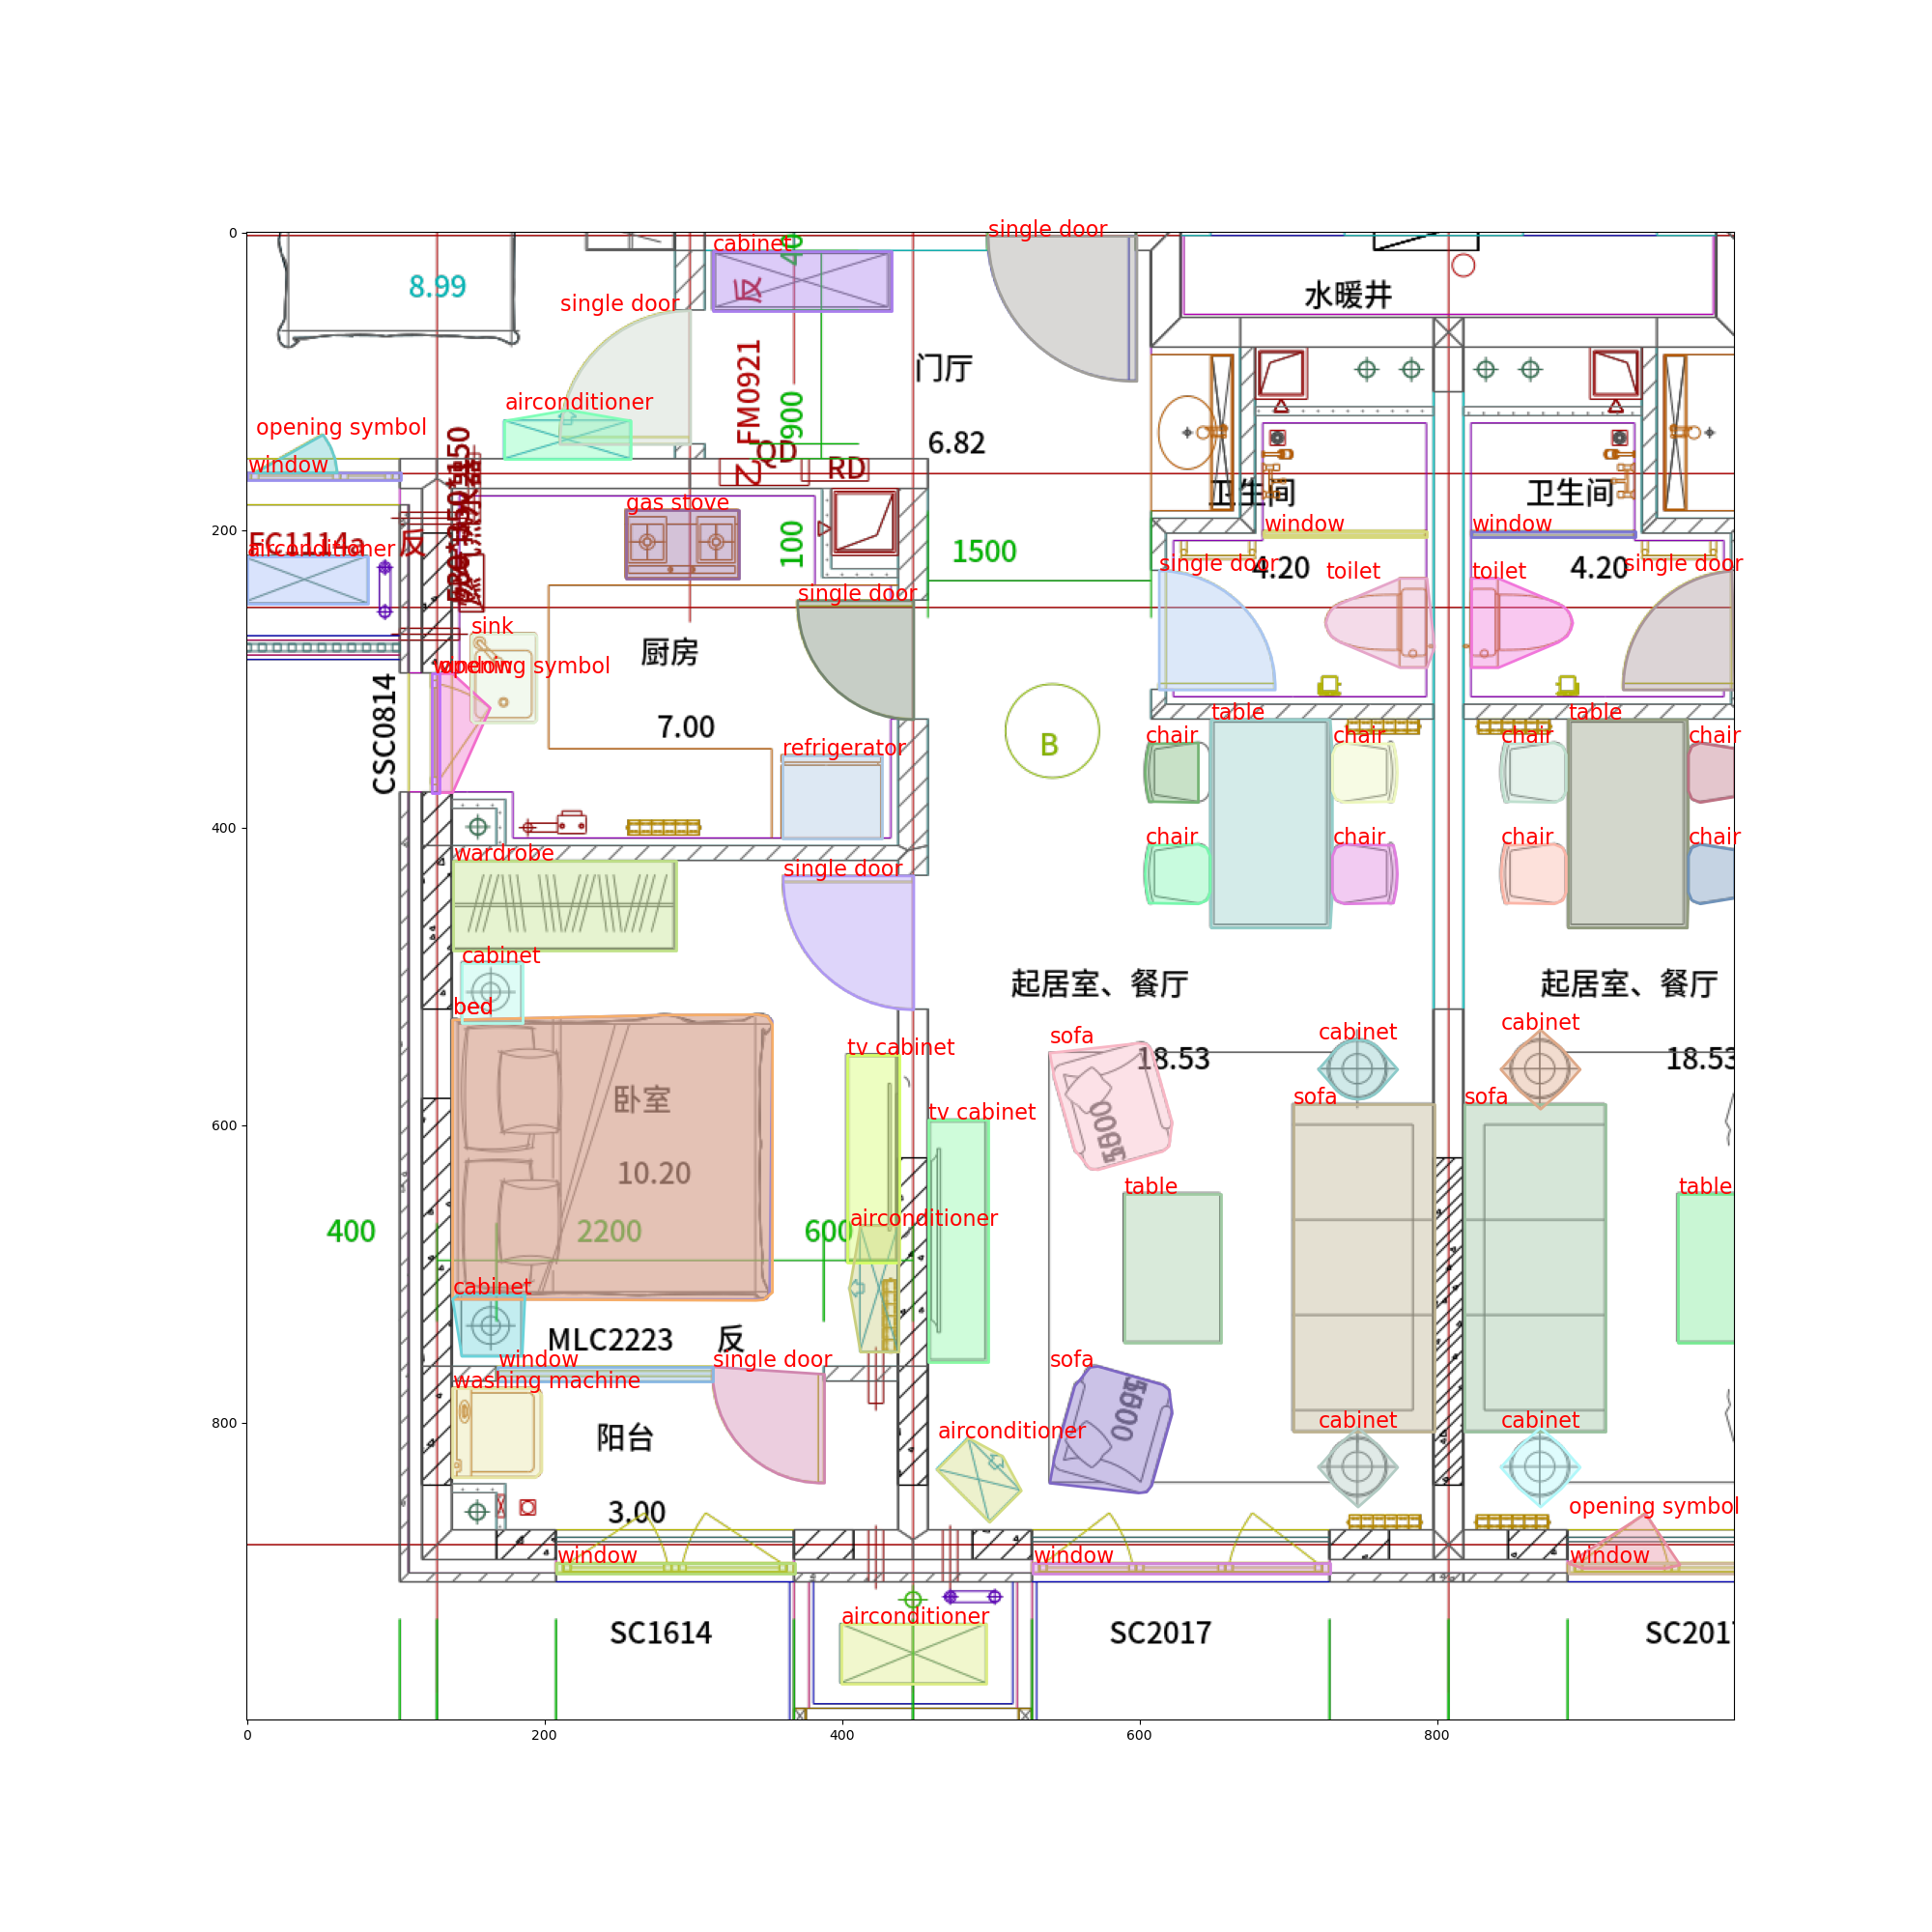 0
single door
cabinet
40
8.99
反
水暖井
single door
FM0921
门厅
airconditioner
900
opening symbol
6.82
QD
window
Z
RD
卫生间
卫生间
gas stove
window
window
200
FC1114a
反
100
1500
airconditioner
single door
4.20
toilet
toilet
4.20
single door
single door
sink
厨房
window
opening symbol
CSC0814
7.00
table
table
B
refrigerator
chair
chair
chair
chair
400
chair
chair
chair
chair
wardrobe
single door
cabinet
起居室、餐厅
起居室、餐厅
bed
sofa
cabinet
cabinet
tv cabinet
18.53
18.53
卧室
sofa
sofa
600
tv cabinet
5600
10.20
table
table
400
2200
600
airconditioner
cabinet
MLC2223
反
window
single door
sofa
washing machine
5600
800
阳台
airconditioner
cabinet
cabinet
3.00
opening symbol
window
window
window
airconditioner
SC1614
SC2017
SC2017
0
200
400
600
800